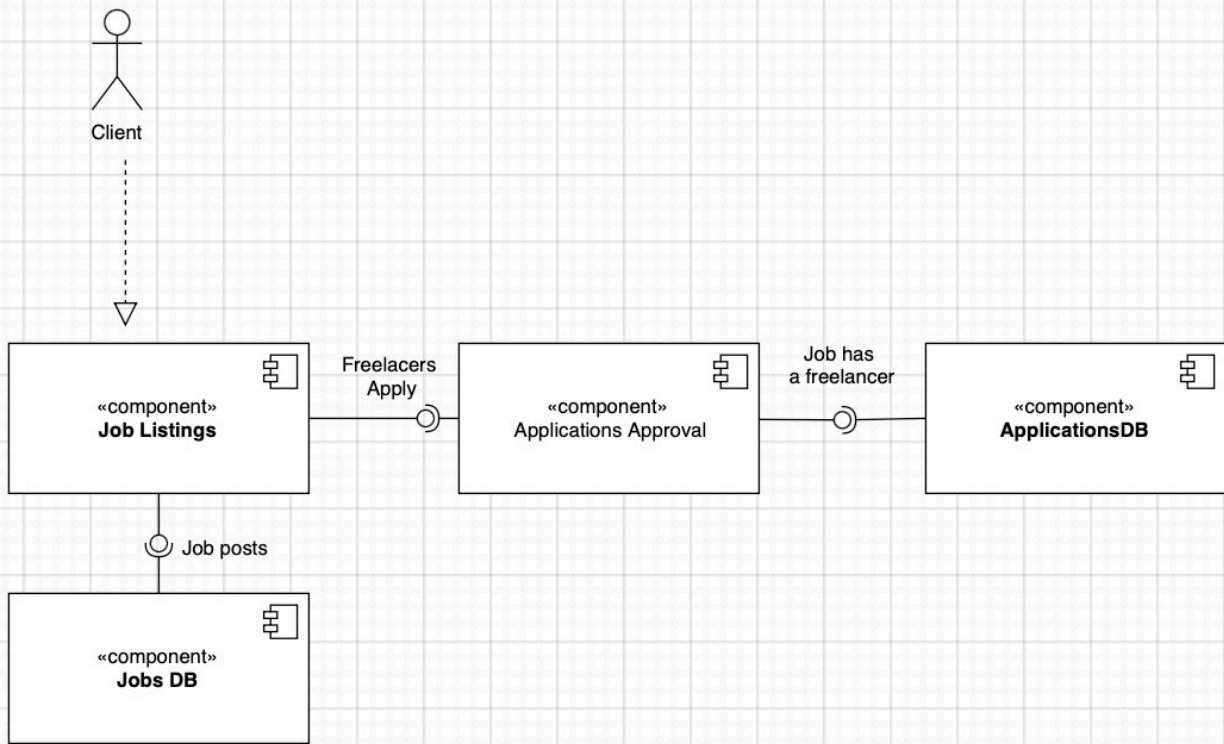 Client
Freelacers
Apply
Job has
a freelancer
«component»
Job Listings
«component»
Applications Approval
«component»
ApplicationsDB
Job posts
«component»
Jobs DB